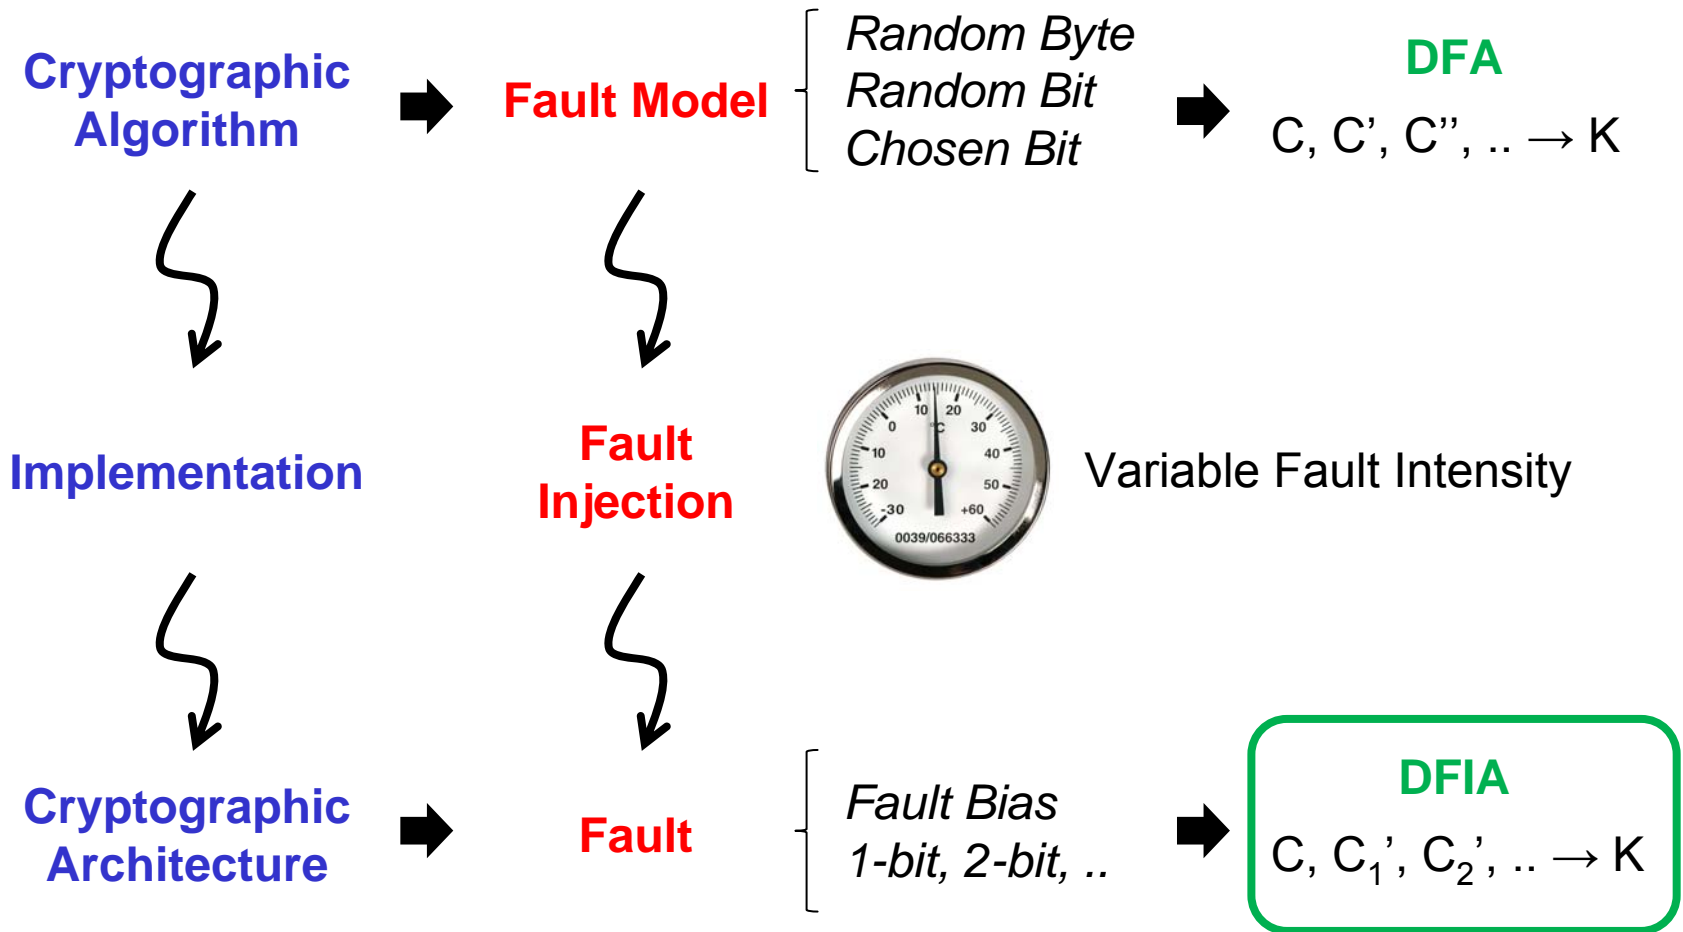 Cryptographic
Algorithm
Fault Model
Random Byte
Random Bit
Chosen Bit
DFA
C, C’, C’’, .. → K
Implementation
Fault
Injection
10 20
0 °C 30
10 40
20 50
-30 +60
0039/066333
Variable Fault Intensity
Cryptographic
Architecture
Fault
Fault Bias
1-bit, 2-bit, ..
DFIA
C, C₁’, C₂’, .. → K